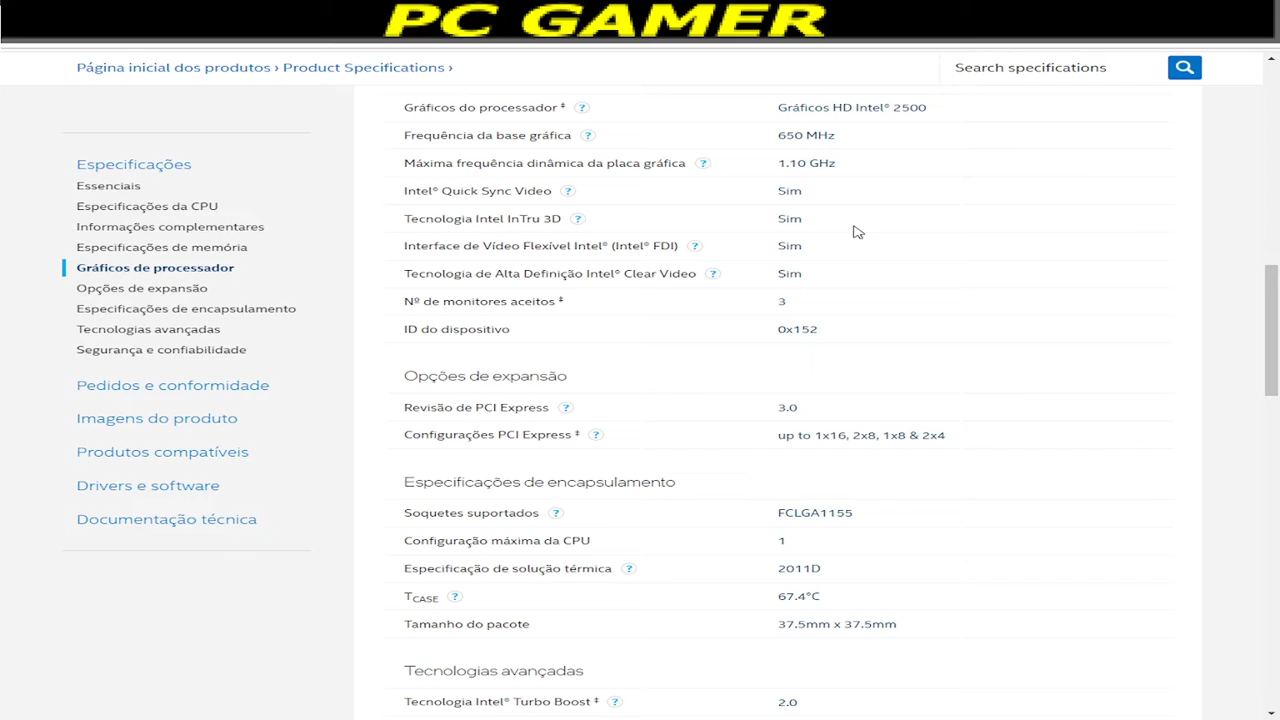 PC GAMER
Página inicial dos produtos › Product Specifications ›
Search specifications
Especificações
Essenciais
Especificações da CPU
Informações complementares
Especificações de memória
Gráficos de processador
Opções de expansão
Especificações de encapsulamento
Tecnologias avançadas
Segurança e confiabilidade
Pedidos e conformidade
Imagens do produto
Produtos compatíveis
Drivers e software
Documentação técnica
Gráficos do processador ‡ ? Gráficos HD Intel® 2500
Frequência da base gráfica ? 650 MHz
Máxima frequência dinâmica da placa gráfica ? 1.10 GHz
Intel® Quick Sync Video ? Sim
Tecnologia Intel InTru 3D ? Sim
Interface de Vídeo Flexível Intel® (Intel® FDI) ? Sim
Tecnologia de Alta Definição Intel® Clear Video ? Sim
Nº de monitores aceitos ‡ 3
ID do dispositivo 0x152
Opções de expansão
Revisão de PCI Express ? 3.0
Configurações PCI Express ‡ ? up to 1x16, 2x8, 1x8 & 2x4
Especificações de encapsulamento
Soquetes suportados ? FCLGA1155
Configuração máxima da CPU 1
Especificação de solução térmica ? 2011D
TCASE ? 67.4°C
Tamanho do pacote 37.5mm x 37.5mm
Tecnologias avançadas
Tecnologia Intel® Turbo Boost ‡ ? 2.0